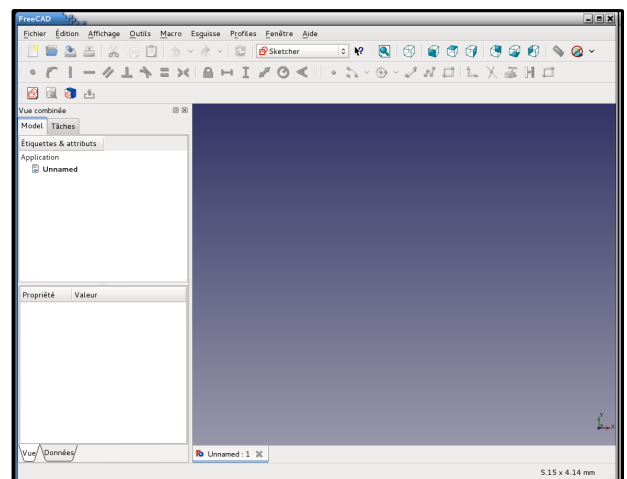 FreeCAD
Fichier Édition Affichage Outils Macro Esquisse Profiles Fenêtre Aide
Sketcher
Vue combinée
Model Tâches
Étiquettes & attributs
Application
Unnamed
Propriété Valeur
Y
X
Vue Données
Unnamed : 1
5.15 x 4.14 mm